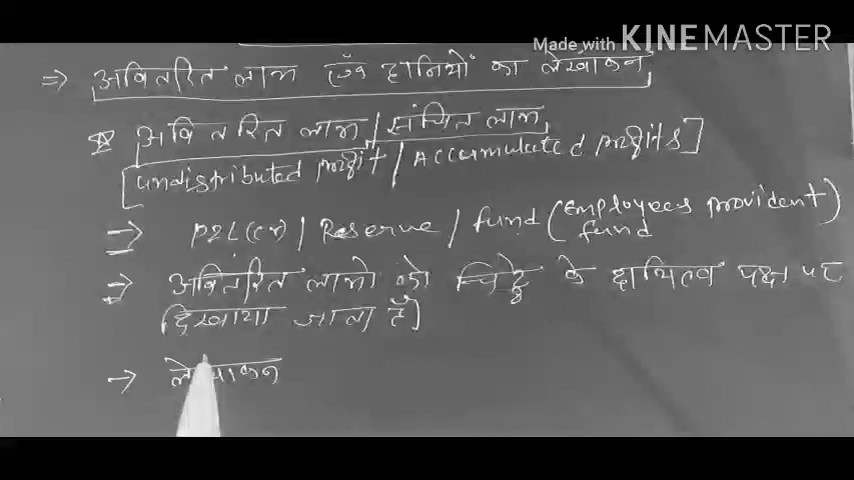 Made with KINEMASTER
⇒ अवितरित लाभ एवं हानियों का लेखाकन
* अवितरित लाभ / संचित लाभ
[undistributed profit / Accumulated profits]
⇒ P&L(cr) / Reserve / fund (Employees provident fund)
⇒ अवितरित लाभो को चिट्ठे के दायित्व पक्ष पर
दिखाया जाता है]
→ लेखाकन